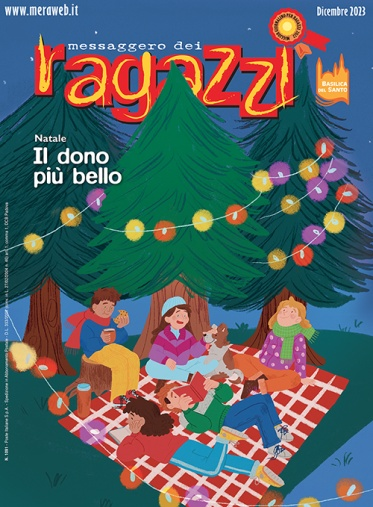 www.meraweb.it
Dicembre 2023
messaggero dei
ragazzi
BASILICA
DEL SANTO
Natale
Il dono
più bello